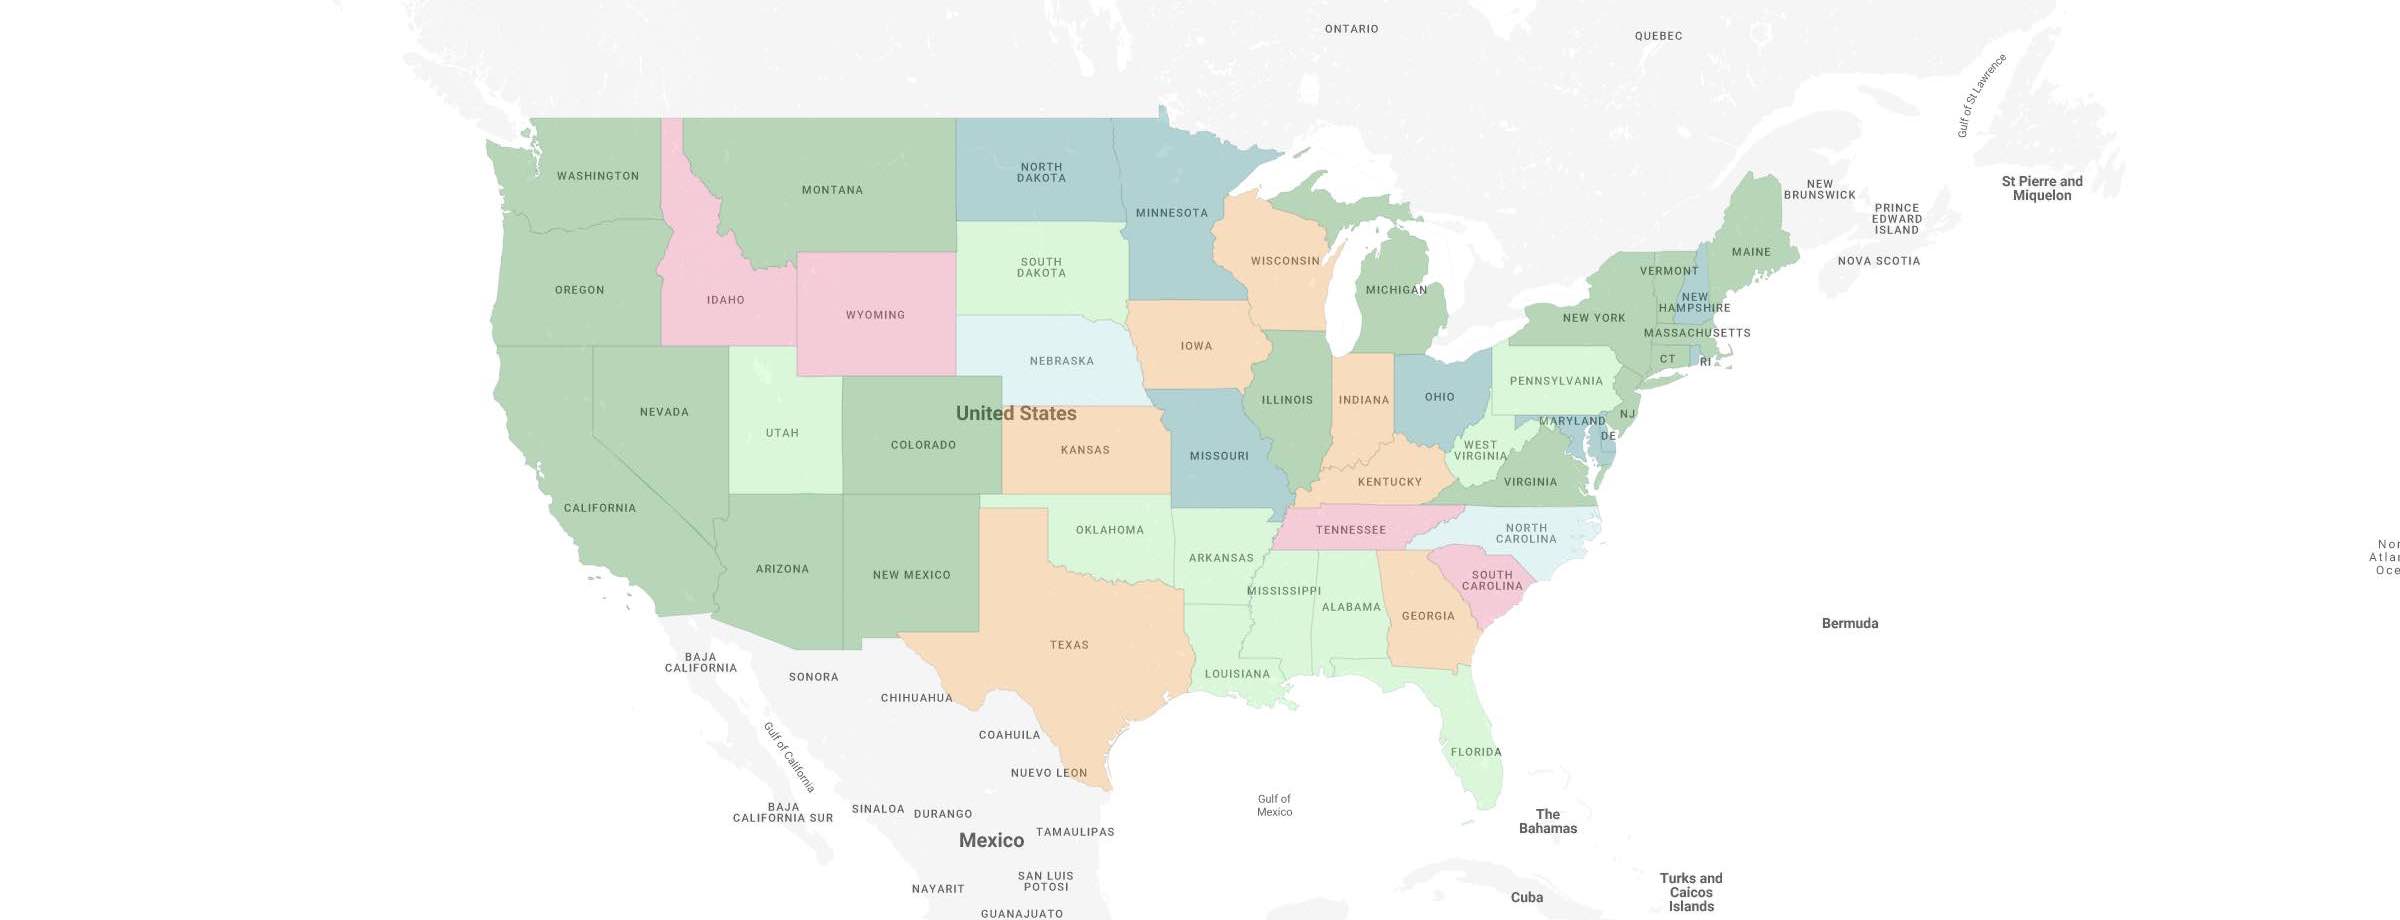 ONTARIO
QUEBEC
Gulf of St Lawrence
WASHINGTON
MONTANA
NORTH
DAKOTA
MINNESOTA
St Pierre and
Miquelon
NEW
BRUNSWICK
PRINCE
EDWARD
ISLAND
NOVA SCOTIA
MAINE
VERMONT
NEW
HAMPSHIRE
MASSACHUSETTS
NEW YORK
CT
RI
OREGON
IDAHO
WYOMING
SOUTH
DAKOTA
WISCONSIN
MICHIGAN
NEBRASKA
IOWA
NEVADA
UTAH
United States
COLORADO
KANSAS
MISSOURI
ILLINOIS
INDIANA
OHIO
PENNSYLVANIA
NJ
MARYLAND
DE
WEST
VIRGINIA
VIRGINIA
KENTUCKY
CALIFORNIA
ARIZONA
NEW MEXICO
OKLAHOMA
ARKANSAS
TENNESSEE
NORTH
CAROLINA
SOUTH
CAROLINA
MISSISSIPPI
ALABAMA
GEORGIA
TEXAS
LOUISIANA
FLORIDA
Nor
Atlar
Oce
Bermuda
BAJA
CALIFORNIA
SONORA
CHIHUAHUA
COAHUILA
NUEVO LEON
Gulf of California
BAJA
CALIFORNIA SUR
SINALOA
DURANGO
TAMAULIPAS
Mexico
Gulf of
Mexico
The
Bahamas
NAYARIT
SAN LUIS
POTOSI
GUANAJUATO
Cuba
Turks and
Caicos
Islands